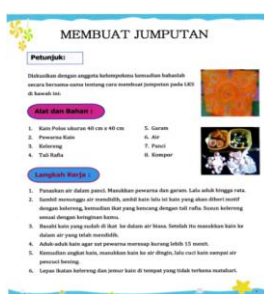 MEMBUAT JUMPUTAN
Petunjuk:
Diskusikan dengan anggota kelompokmu kemudian bahaslah
secara bersama-sama tentang cara membuat jumputan pada LKS
di bawah ini:
Alat dan Bahan :
1. Kain Polos ukuran 40 cm x 40 cm
2. Pewarna Kain
3. Kelereng
4. Tali Rafia
5. Garam
6. Air
7. Panci
8. Kompor
Langkah Kerja :
1. Panaskan air dalam panci. Masukkan pewarna dan garam. Lalu aduk hingga rata.
2. Sambil menunggu air mendidih, ambil kain lalu isi kain yang akan diberi motif
dengan kelereng, kemudian ikat yang kencang dengan tali rafia. Susun kelereng
sesuai dengan keinginan kamu.
3. Basahi kain yang sudah di ikat ke dalam air biasa. Setelah itu masukkan kain ke
dalam air yang telah mendidih.
4. Aduk-aduk kain agar zat pewarna meresap kurang lebih 15 menit.
5. Kemudian angkat kain, masukkan kain ke air dingin, lalu cuci kain sampai air
pencuci bening.
6. Lepas ikatan kelereng dan jemur kain di tempat yang tidak terkena matahari.